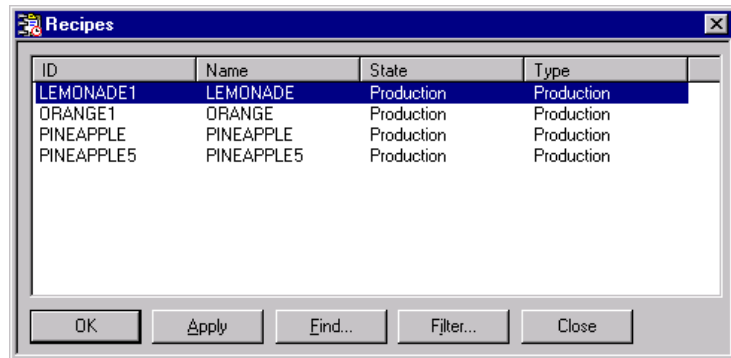 Recipes
ID Name State Type
LEMONADE1 LEMONADE Production Production
ORANGE1 ORANGE Production Production
PINEAPPLE PINEAPPLE Production Production
PINEAPPLE5 PINEAPPLE5 Production Production
OK Apply Find... Filter... Close